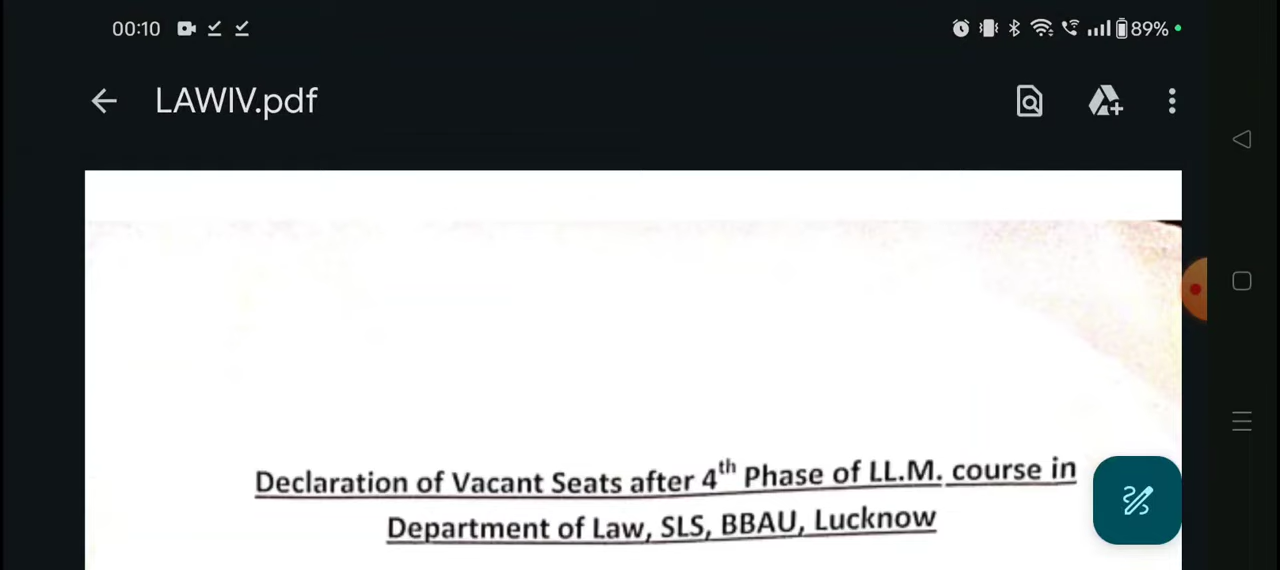 00:10
89%
LAWIV.pdf
Declaration of Vacant Seats after 4th Phase of LL.M. course in
Department of Law, SLS, BBAU, Lucknow